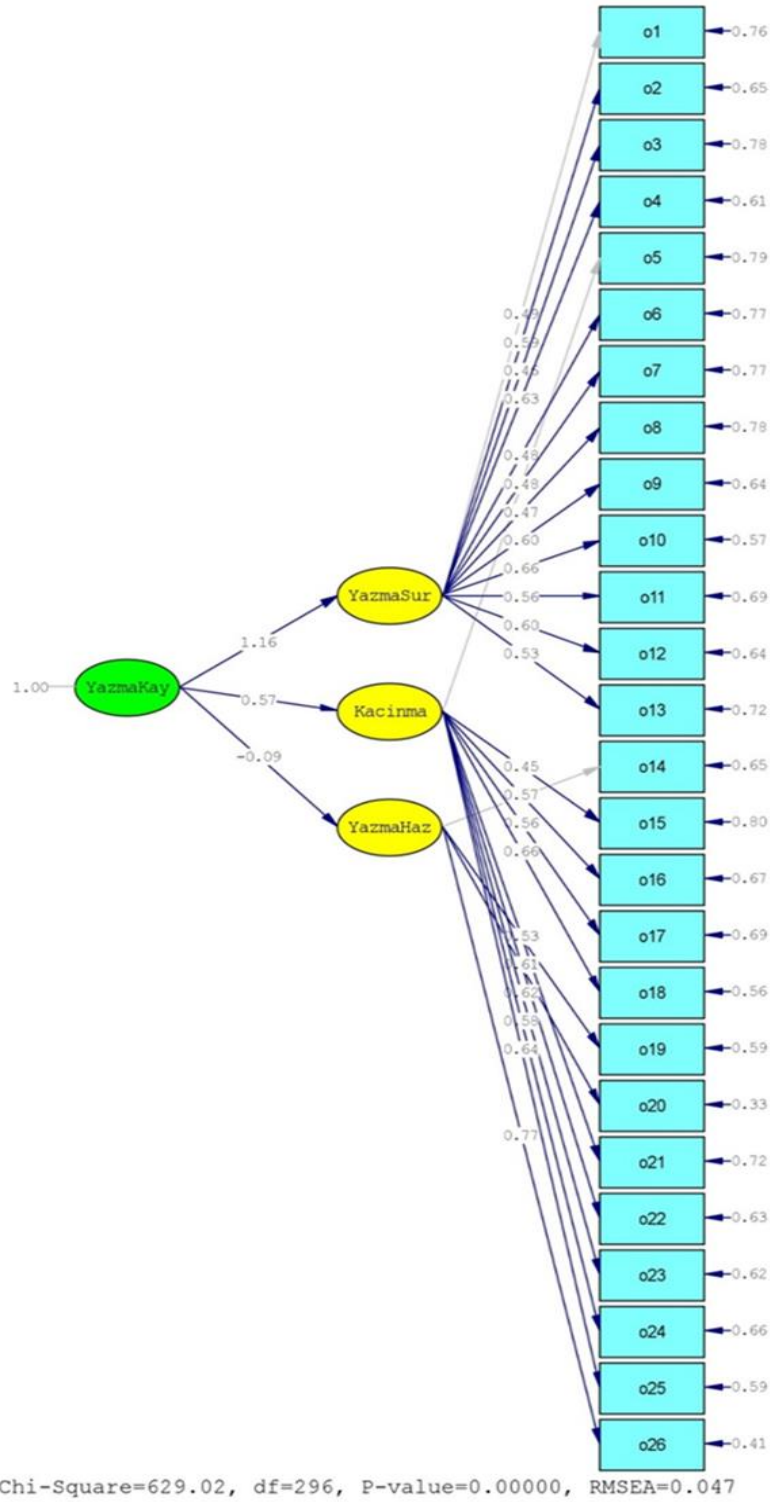 1.00
YazmaKay
1.16
0.57
-0.09
YazmaSur
Kacinma
YazmaHaz
0.49
0.59
0.46
0.63
0.48
0.48
0.47
0.60
0.66
0.56
0.60
0.53
0.45
0.57
0.56
0.66
0.53
0.61
0.62
0.58
0.64
0.77
o1 0.76
o2 0.65
o3 0.78
o4 0.61
o5 0.79
o6 0.77
o7 0.77
o8 0.78
o9 0.64
o10 0.57
o11 0.69
o12 0.64
o13 0.72
o14 0.65
o15 0.80
o16 0.67
o17 0.69
o18 0.56
o19 0.59
o20 0.33
o21 0.72
o22 0.63
o23 0.62
o24 0.66
o25 0.59
o26 0.41
Chi-Square=629.02, df=296, P-value=0.00000, RMSEA=0.047